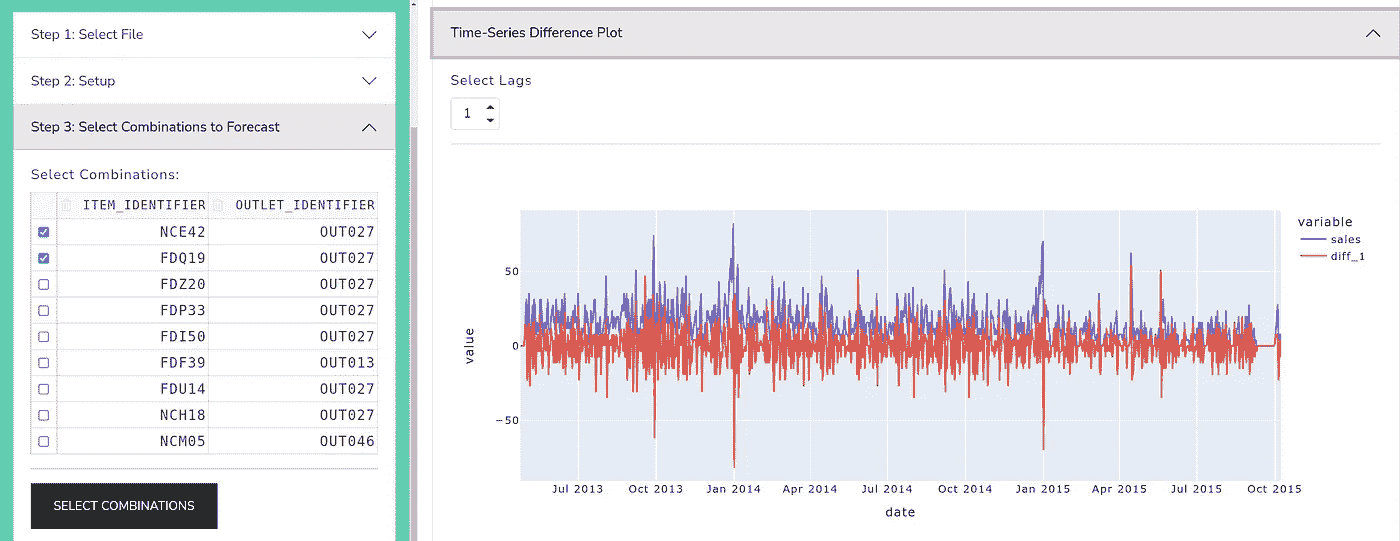 Step 1: Select File
Step 2: Setup
Step 3: Select Combinations to Forecast
Select Combinations:
ITEM_IDENTIFIER OUTLET_IDENTIFIER
NCE42 OUT027
FDQ19 OUT027
FDZ20 OUT027
FDP33 OUT027
FDI50 OUT027
FDF39 OUT013
FDU14 OUT027
NCH18 OUT027
NCM05 OUT046
SELECT COMBINATIONS
Time-Series Difference Plot
Select Lags
1
variable
sales
diff_1
value
50
0
−50
Jul 2013 Oct 2013 Jan 2014 Apr 2014 Jul 2014 Oct 2014 Jan 2015 Apr 2015 Jul 2015 Oct 2015
date